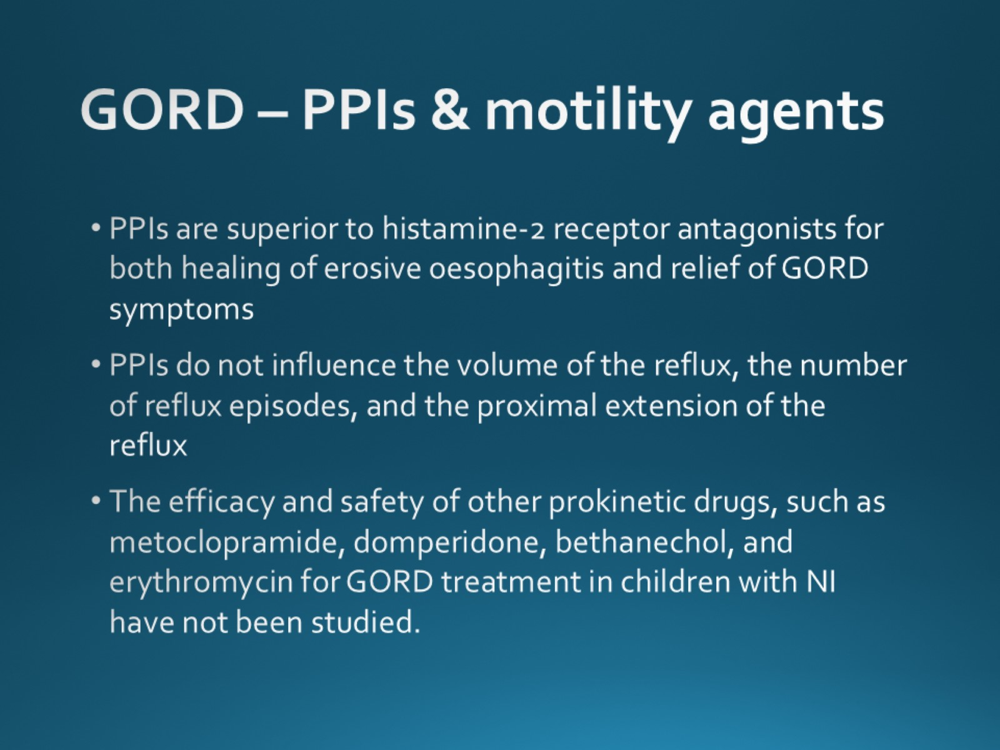 GORD – PPIs & motility agents
• PPIs are superior to histamine-2 receptor antagonists for
both healing of erosive oesophagitis and relief of GORD
symptoms
• PPIs do not influence the volume of the reflux, the number
of reflux episodes, and the proximal extension of the
reflux
• The efficacy and safety of other prokinetic drugs, such as
metoclopramide, domperidone, bethanechol, and
erythromycin for GORD treatment in children with NI
have not been studied.